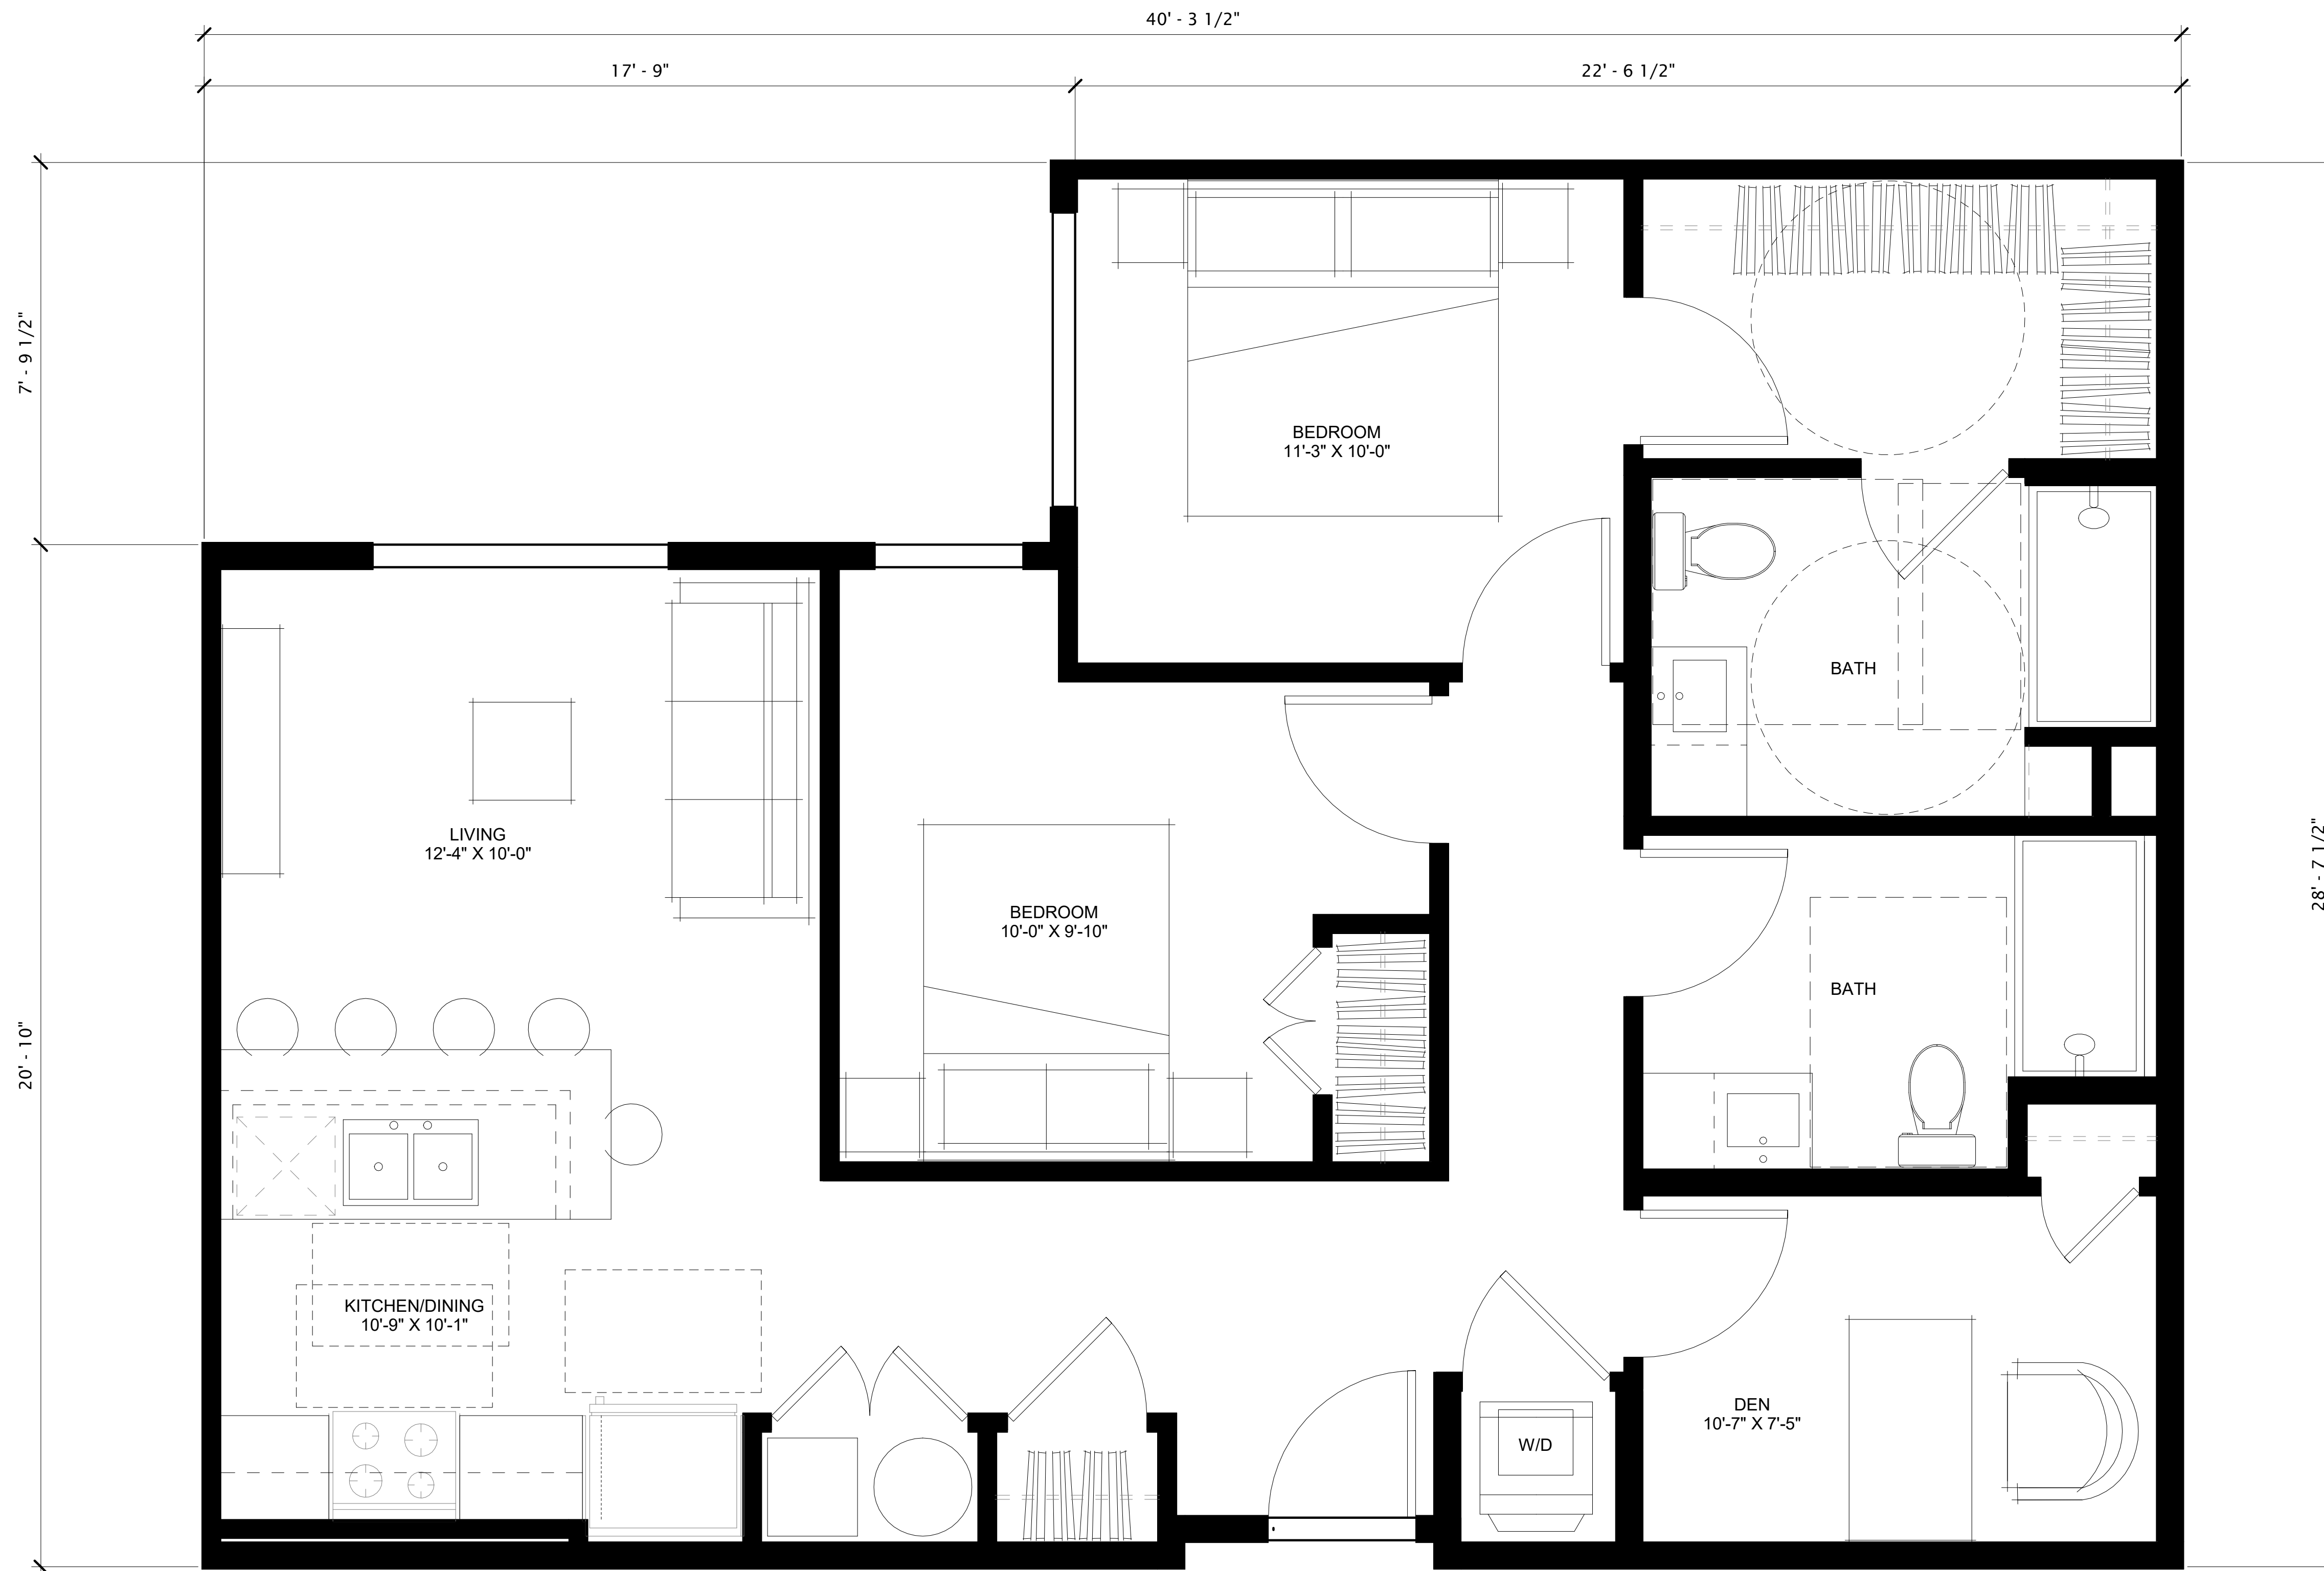 40' - 3 1/2"
17' - 9"
22' - 6 1/2"
7' - 9 1/2"
BEDROOM
11'-3" X 10'-0"
BATH
LIVING
12'-4" X 10'-0"
28' - 7 1/2"
BEDROOM
10'-0" X 9'-10"
BATH
20' - 10"
KITCHEN/DINING
10'-9" X 10'-1"
DEN
10'-7" X 7'-5"
W/D